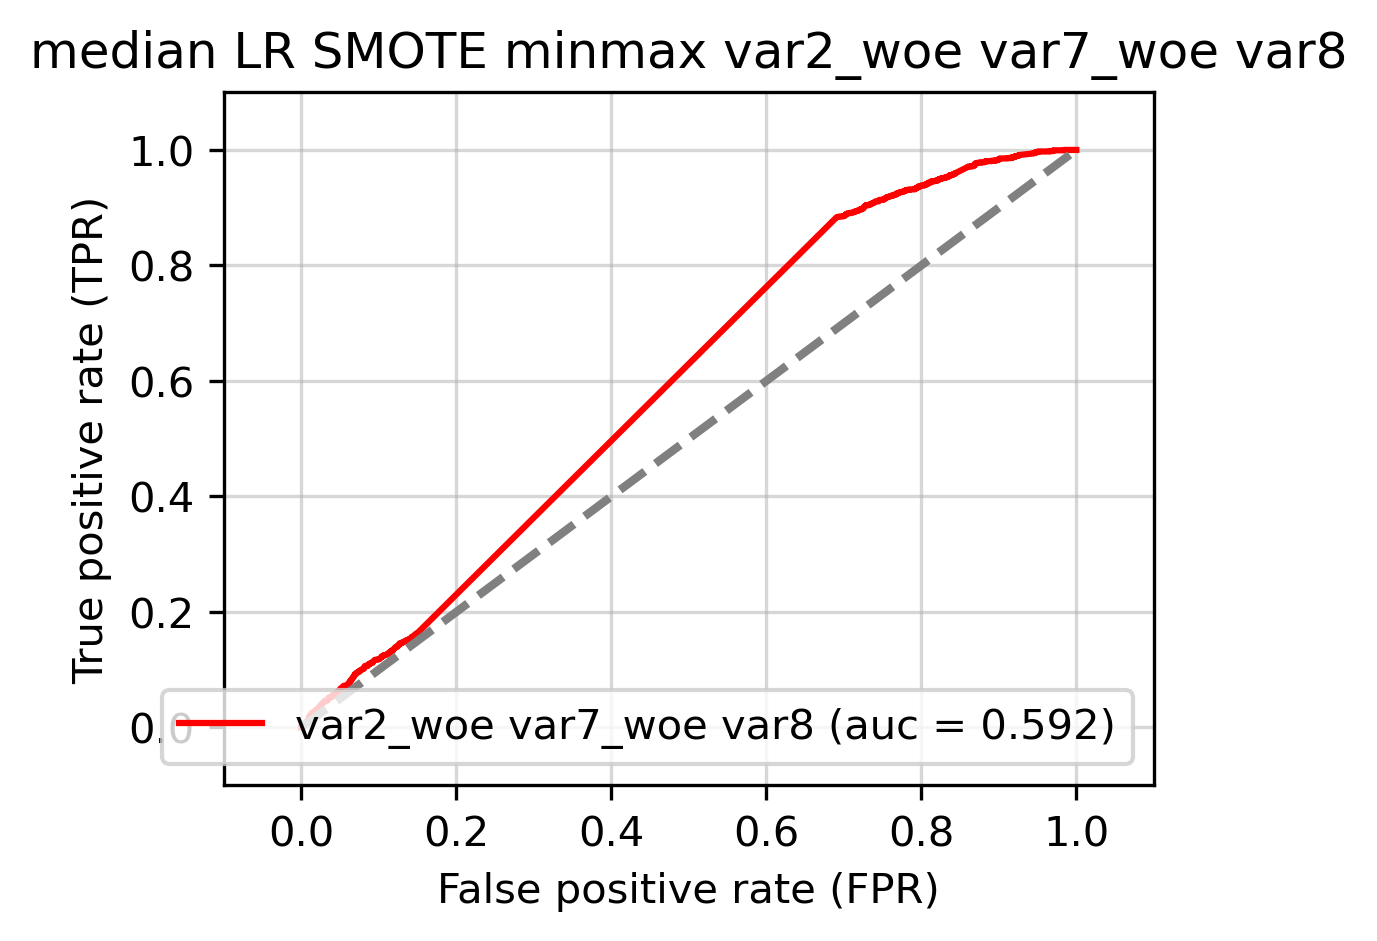 median LR SMOTE minmax var2_woe var7_woe var8
True positive rate (TPR)
1.0
0.8
0.6
0.4
0.2
0.0
var2_woe var7_woe var8 (auc = 0.592)
0.0 0.2 0.4 0.6 0.8 1.0
False positive rate (FPR)